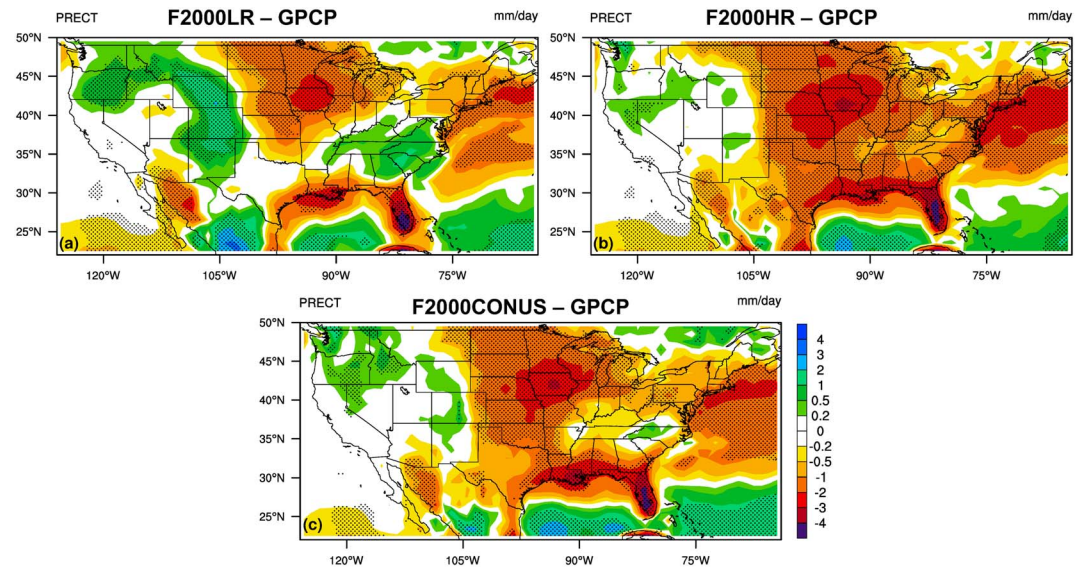 PRECT F2000LR – GPCP mm/day
50°N
45°N
40°N
35°N
30°N
25°N
(a)
120°W 105°W 90°W 75°W
PRECT F2000HR – GPCP mm/day
50°N
45°N
40°N
35°N
30°N
25°N
(b)
120°W 105°W 90°W 75°W
PRECT F2000CONUS – GPCP mm/day
50°N
45°N
40°N
35°N
30°N
25°N
(c)
120°W 105°W 90°W 75°W
4
3
2
1
0.5
0.2
0
-0.2
-0.5
-1
-2
-3
-4